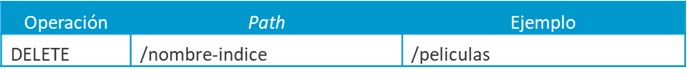 Operación Path Ejemplo
DELETE /nombre-indice /peliculas